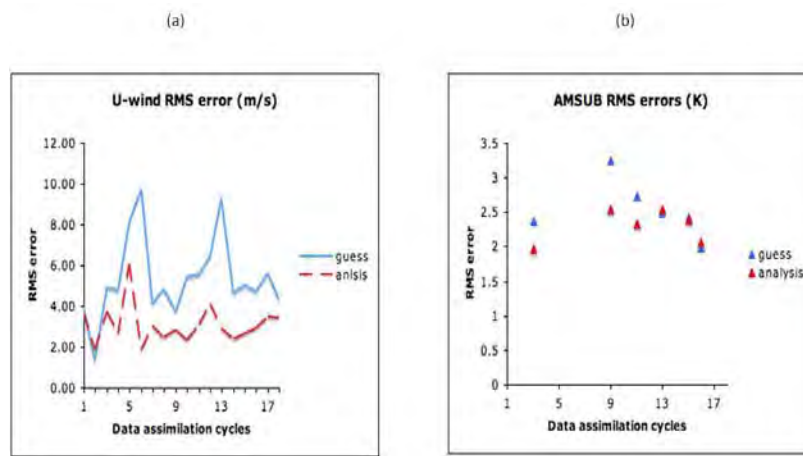 (a)
(b)
U-wind RMS error (m/s)
12.00
10.00
8.00
6.00
4.00
2.00
0.00
RMS error
1 5 9 13 17
Data assimilation cycles
guess
anlsis
AMSUB RMS errors (K)
3.5
3
2.5
2
1.5
1
0.5
0
RMS error
1 5 9 13 17
Data assimilation cycles
guess
analysis